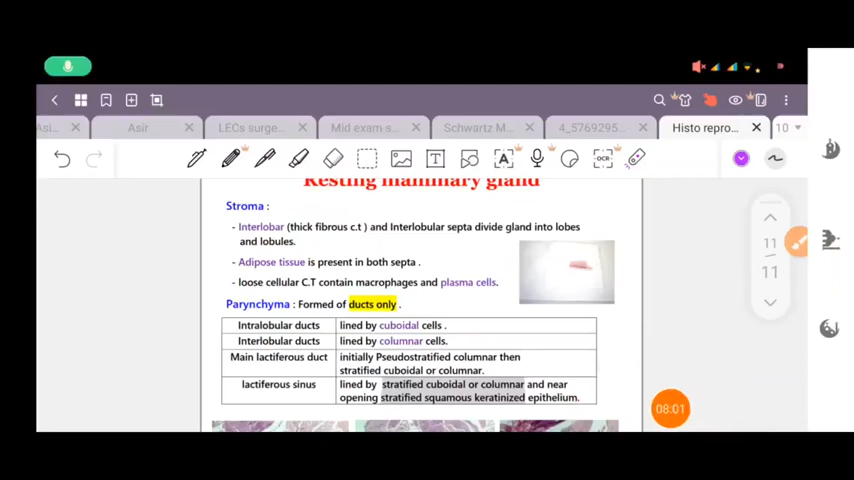 Asi...
Asir
LECs surge...
Mid exam s...
Schwartz M...
4_5769295...
Histo repro...
10
T
A
OCR
Resting mammary gland
Stroma :
- Interlobar (thick fibrous c.t ) and Interlobular septa divide gland into lobes
and lobules.
- Adipose tissue is present in both septa .
- loose cellular C.T contain macrophages and plasma cells.
Parynchyma : Formed of ducts only .
Intralobular ducts lined by cuboidal cells .
Interlobular ducts lined by columnar cells.
Main lactiferous duct initially Pseudostratified columnar then
stratified cuboidal or columnar.
lactiferous sinus lined by stratified cuboidal or columnar and near
opening stratified squamous keratinized epithelium.
11
11
08:01